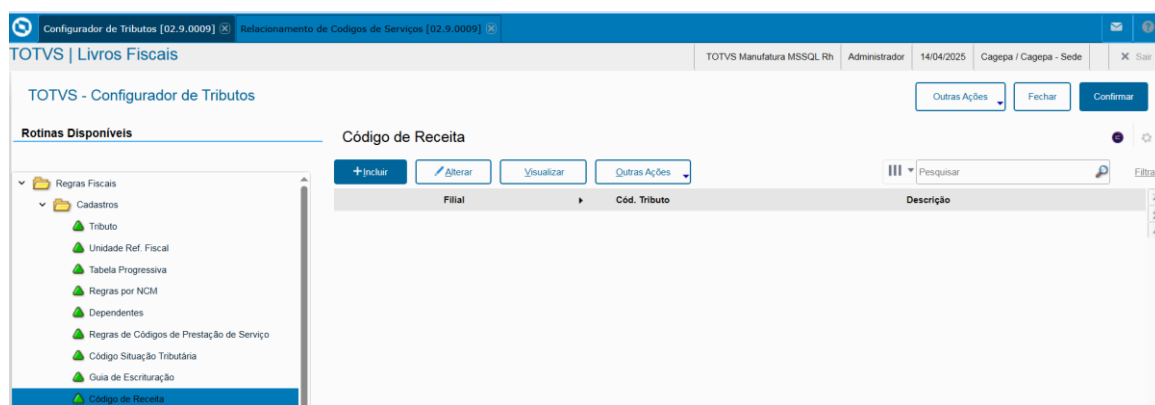 Configurador de Tributos [02.9.0009] Relacionamento de Codigos de Serviços [02.9.0009]
TOTVS | Livros Fiscais TOTVS Manufatura MSSQL Rh Administrador 14/04/2025 Cagepa / Cagepa - Sede X Sair
TOTVS - Configurador de Tributos Outras Ações Fechar Confirmar
Rotinas Disponíveis
Código de Receita
+Incluir Alterar Visualizar Outras Ações Pesquisar Filtra
Filial Cód. Tributo Descrição
Regras Fiscais
Cadastros
Tributo
Unidade Ref. Fiscal
Tabela Progressiva
Regras por NCM
Dependentes
Regras de Códigos de Prestação de Serviço
Código Situação Tributária
Guia de Escrituração
Código de Receita